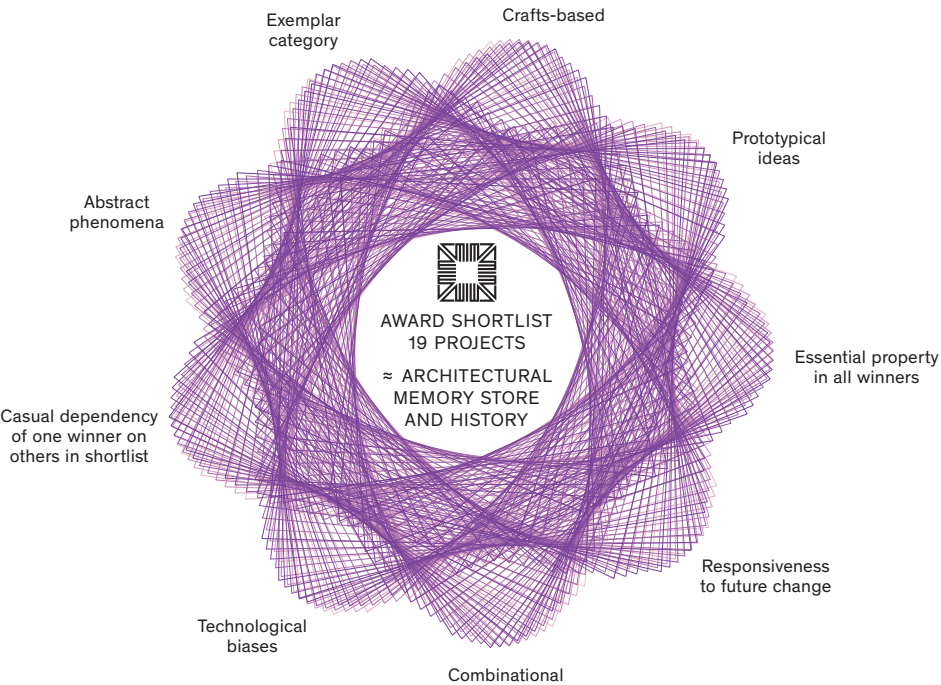 Crafts-based
Exemplar
category
Prototypical
ideas
Abstract
phenomena
AWARD SHORTLIST
19 PROJECTS
≈ ARCHITECTURAL
MEMORY STORE
AND HISTORY
Essential property
in all winners
Casual dependency
of one winner on
others in shortlist
Responsiveness
to future change
Technological
biases
Combinational